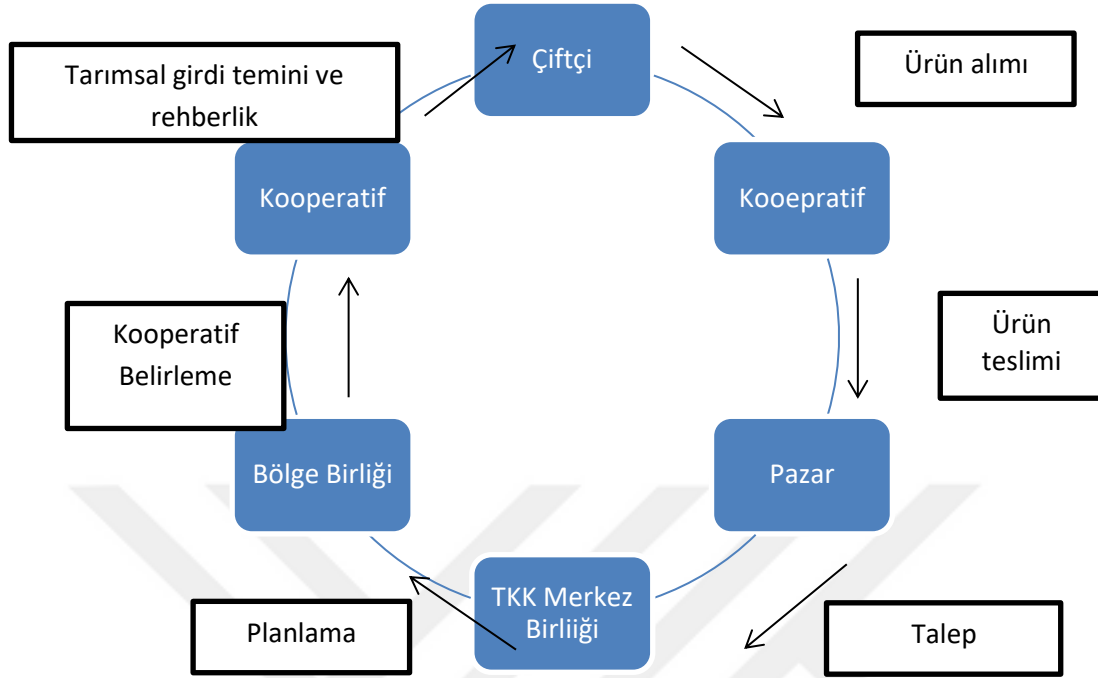 Çiftçi
Tarımsal girdi temini ve
rehberlik
Ürün alımı
Kooperatif
Kooepratif
Kooperatif
Belirleme
Ürün
teslimi
Bölge Birliği
Pazar
TKK Merkez
Birliiği
Planlama
Talep